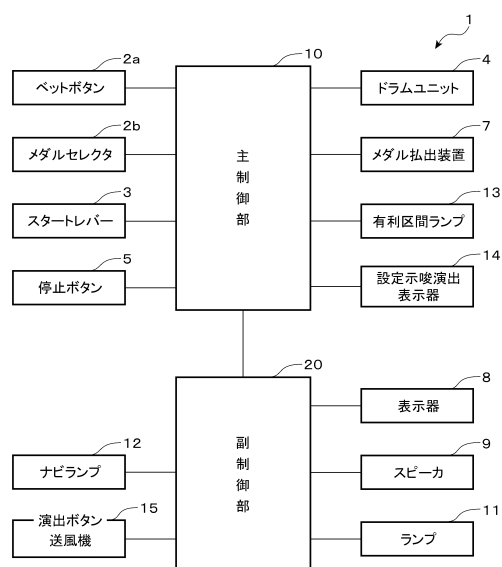 1
2a
ベットボタン
2b
メダルセレクタ
3
スタートレバー
5
停止ボタン
10
主制御部
4
ドラムユニット
7
メダル払出装置
13
有利区間ランプ
14
設定示唆演出
表示器
20
副制御部
12
ナビランプ
15
演出ボタン
送風機
8
表示器
9
スピーカ
11
ランプ